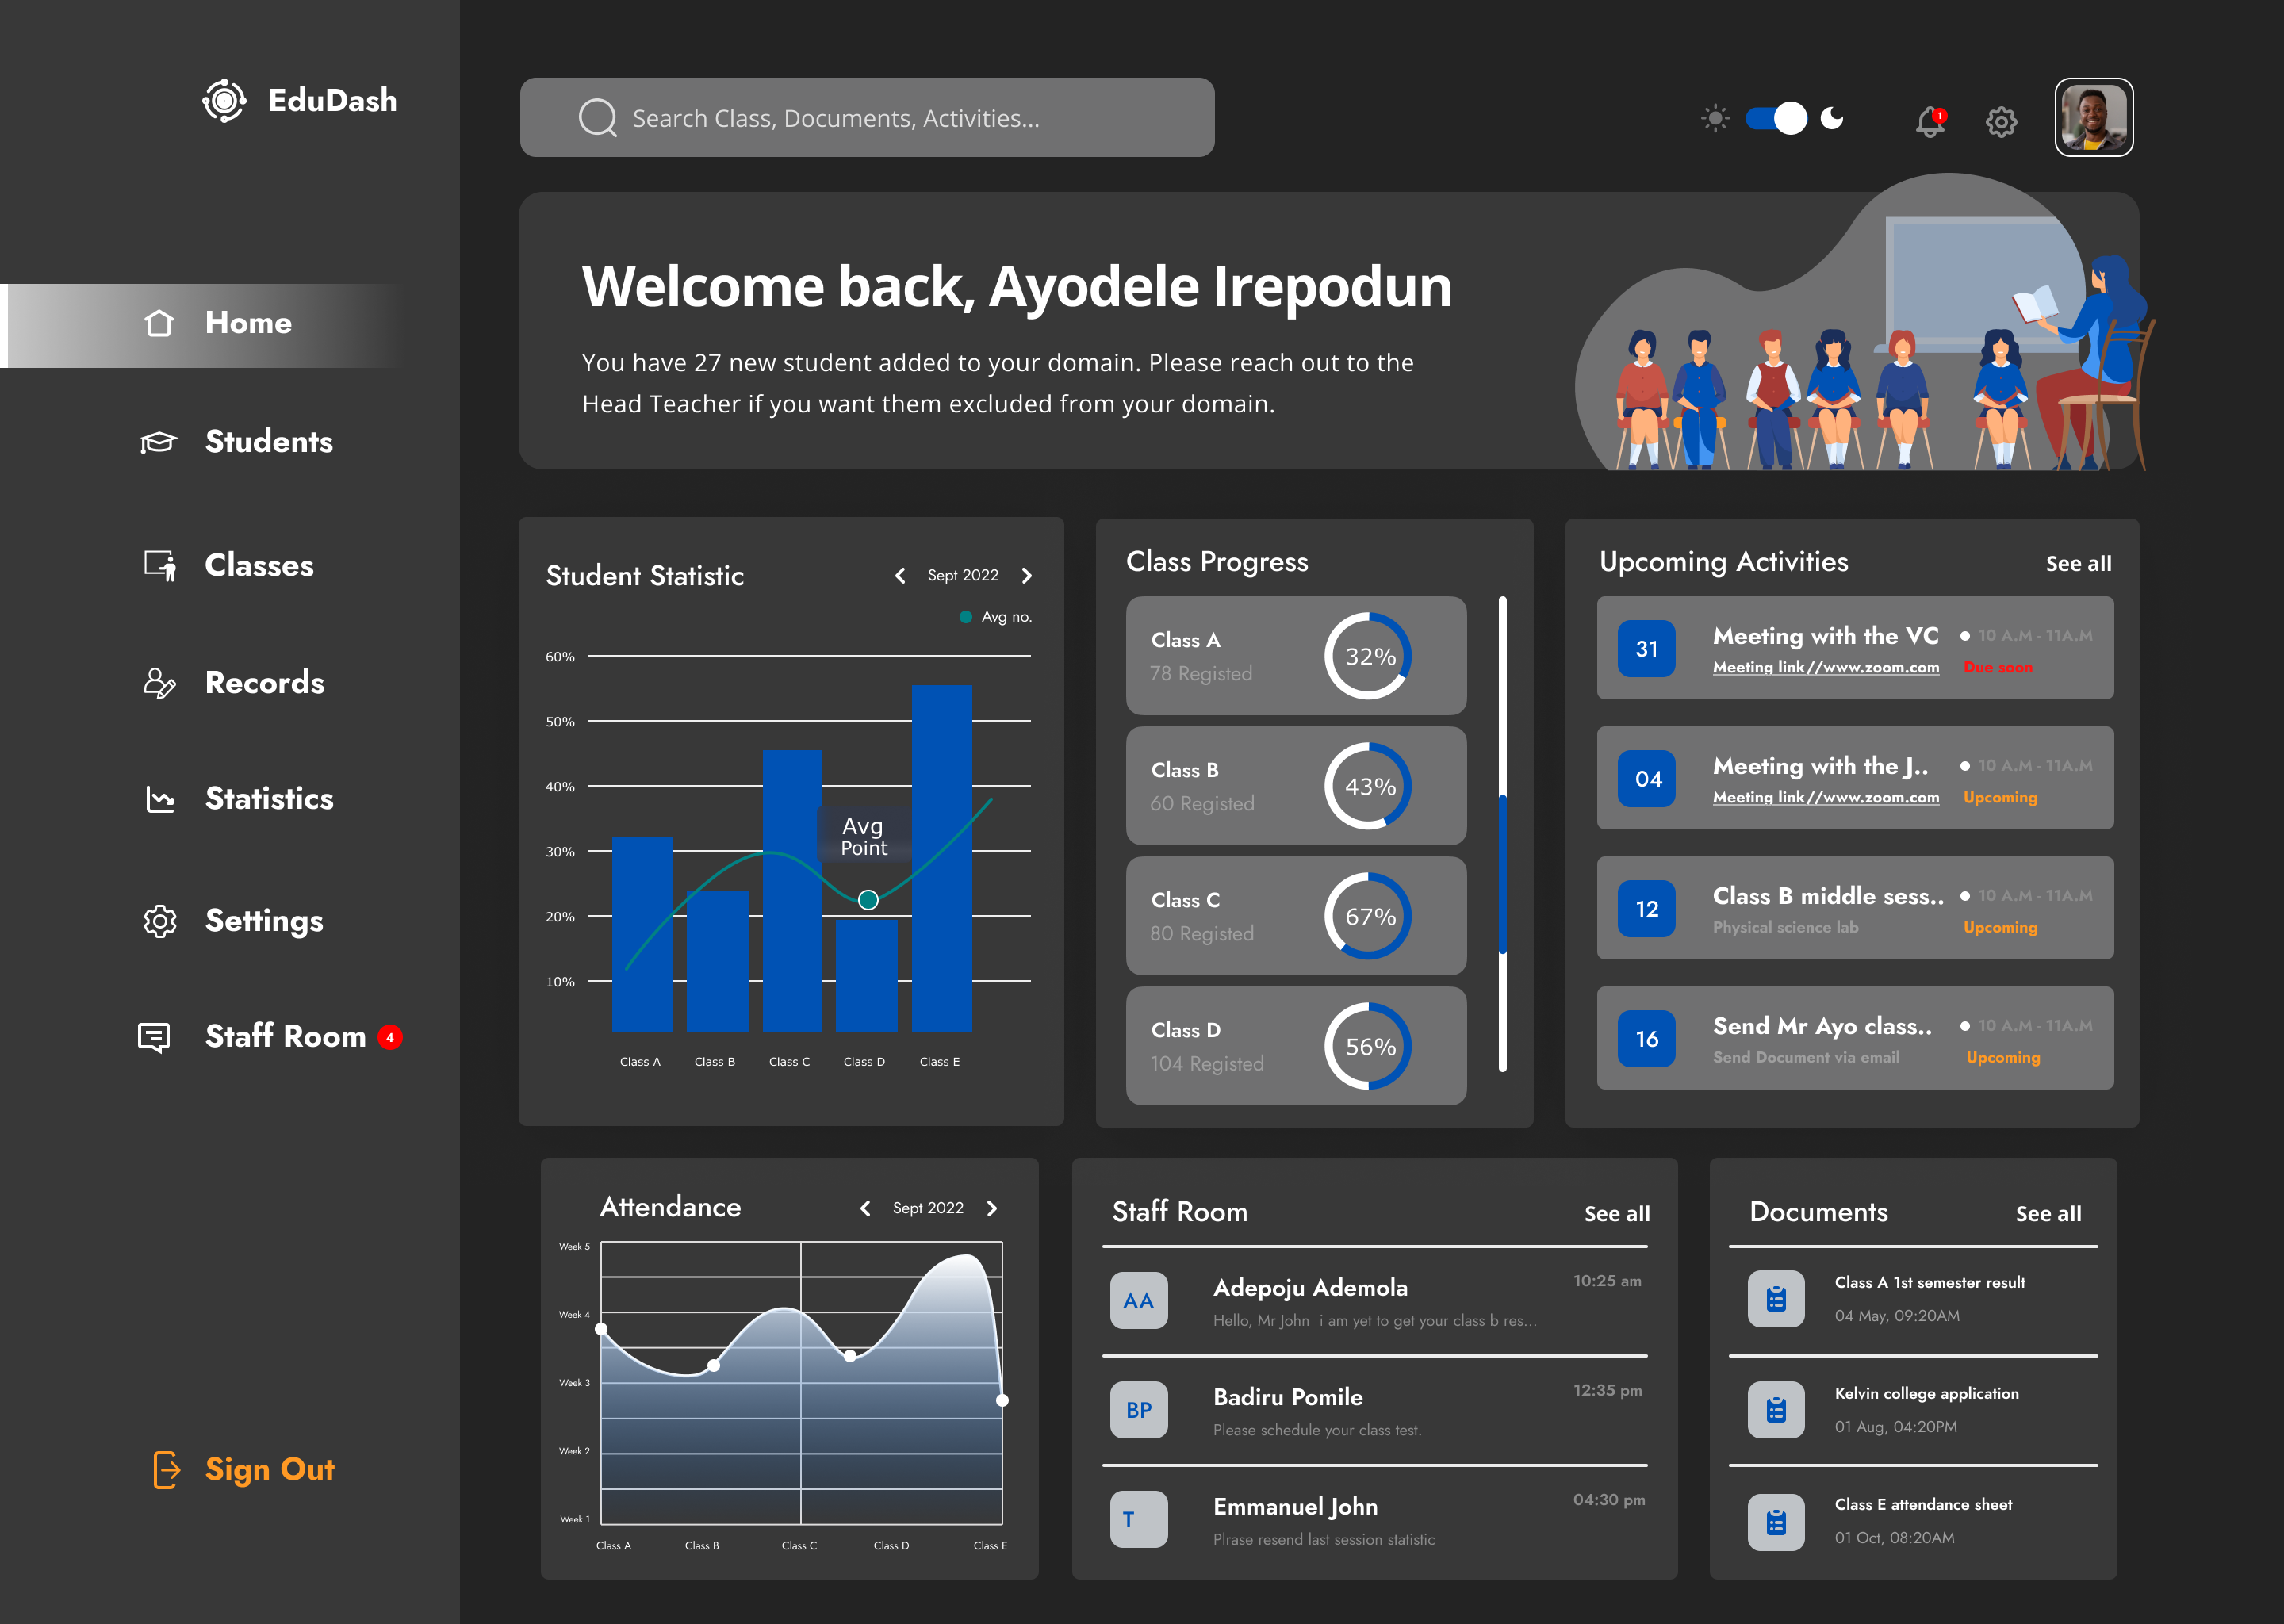 EduDash
Home
Students
Classes
Records
Statistics
Settings
Staff Room 4
Sign Out
Search Class, Documents, Activities...
1
Welcome back, Ayodele Irepodun
You have 27 new student added to your domain. Please reach out to the
Head Teacher if you want them excluded from your domain.
Student Statistic
Sept 2022
Avg no.
60%
50%
40%
30%
20%
10%
Avg
Point
Class A Class B Class C Class D Class E
Class Progress
Class A
78 Registed
32%
Class B
60 Registed
43%
Class C
80 Registed
67%
Class D
104 Registed
56%
Upcoming Activities
See all
31
Meeting with the VC
10 A.M - 11A.M
Meeting link//www.zoom.com
Due soon
04
Meeting with the J..
10 A.M - 11A.M
Meeting link//www.zoom.com
Upcoming
12
Class B middle sess..
10 A.M - 11A.M
Physical science lab
Upcoming
16
Send Mr Ayo class..
10 A.M - 11A.M
Send Document via email
Upcoming
Attendance
Sept 2022
Week 5
Week 4
Week 3
Week 2
Week 1
Class A Class B Class C Class D Class E
Staff Room
See all
AA
Adepoju Ademola
10:25 am
Hello, Mr John i am yet to get your class b res...
BP
Badiru Pomile
12:35 pm
Please schedule your class test.
T
Emmanuel John
04:30 pm
Plrase resend last session statistic
Documents
See all
Class A 1st semester result
04 May, 09:20AM
Kelvin college application
01 Aug, 04:20PM
Class E attendance sheet
01 Oct, 08:20AM